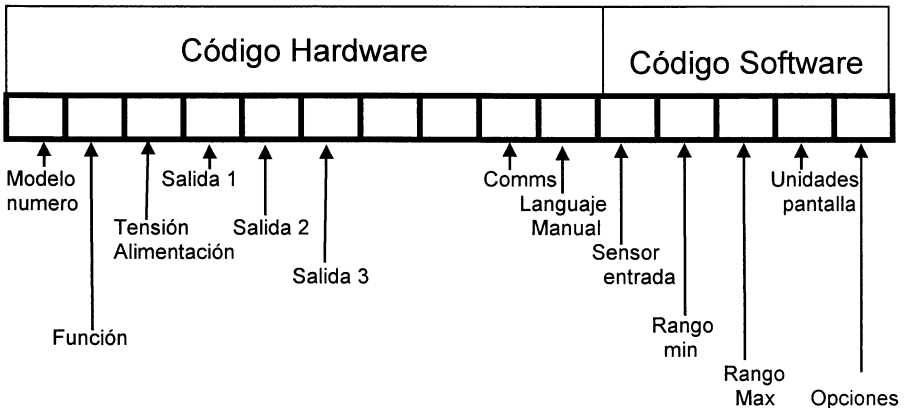 Código Hardware
Código Software
Modelo
numero
Función
Tensión
Alimentación
Salida 1
Salida 2
Salida 3
Comms
Languaje
Manual
Sensor
entrada
Rango
min
Rango
Max
Unidades
pantalla
Opciones